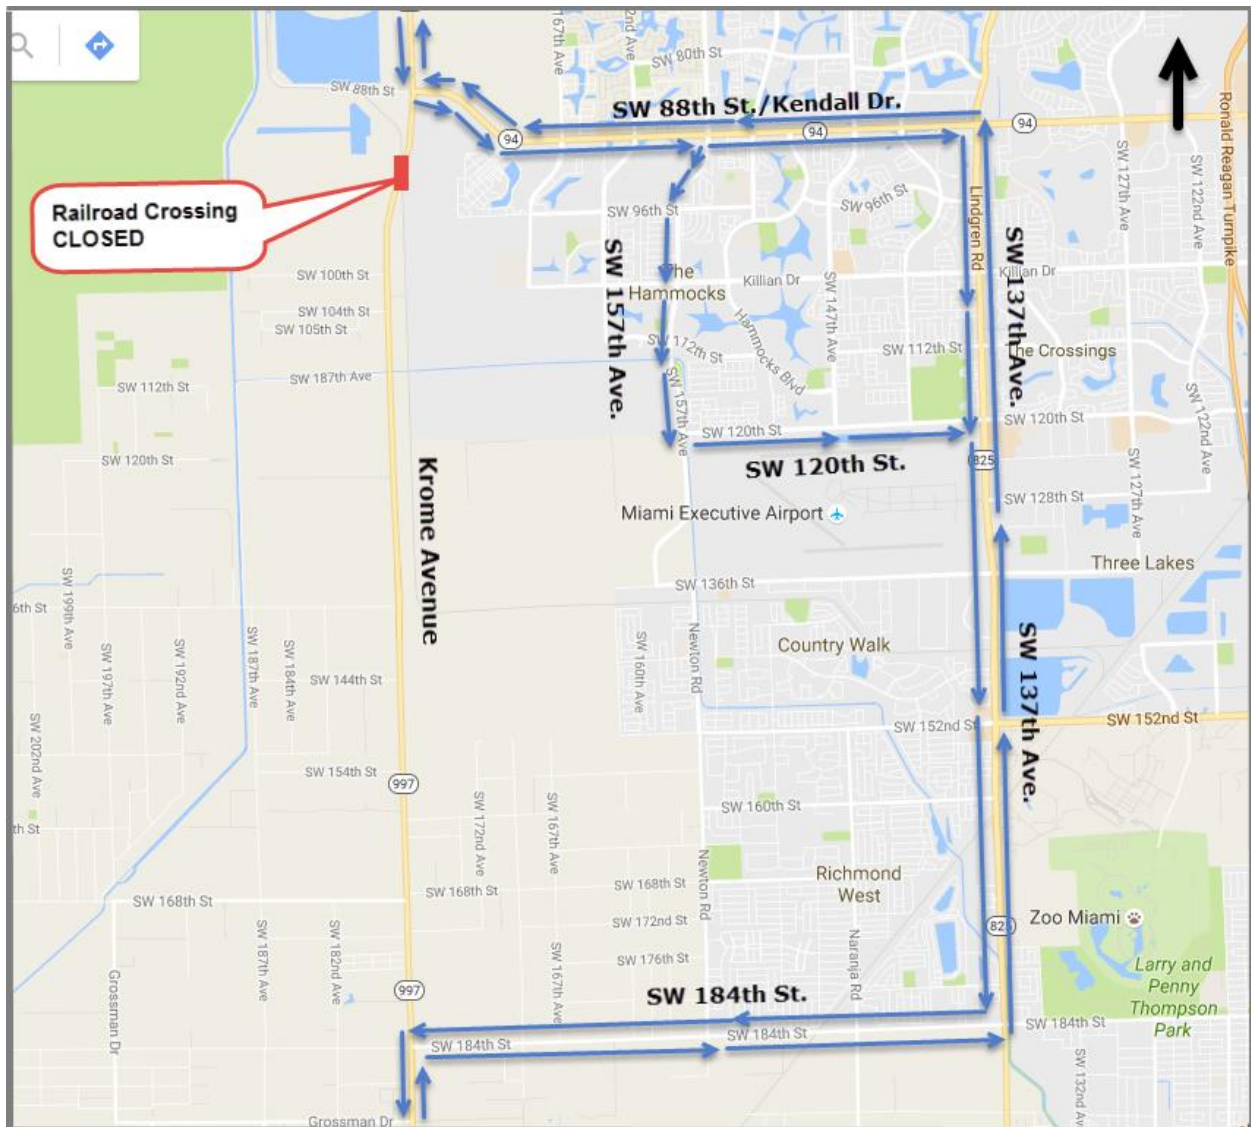 167th Ave
2nd Ave
SW 80th St
SW 88th St
SW 88th St./Kendall Dr.
94
94
94
Ronald Reagan Turnpike
SW 127th Ave
SW 122nd Ave
Railroad Crossing
CLOSED
SW 96th St
SW 96th St
Lindgren Rd
SW 157th Ave.
SW 137th Ave.
SW 100th St
The
Hammocks
Killian Dr
Killian Dr
SW 104th St
SW 105th St
SW 147th Ave
Hammocks Blvd
SW 172th St
SW 112th St
The Crossings
SW 187th Ave
SW 112th St
SW 157th Ave
SW 122nd Ave
SW 120th St
SW 120th St
SW 120th St
SW 120th St.
825
SW 127th Ave
Krome Avenue
SW 128th St
Miami Executive Airport
Three Lakes
SW 136th St
6th St
SW 199th Ave
SW 197th Ave
SW 192nd Ave
SW 187th Ave
SW 184th Ave
SW 160th Ave
Newton Rd
Country Walk
SW 137th Ave.
SW 144th St
SW 202nd Ave
SW 152nd St
SW 152nd St
SW 154th St
997
SW 172nd Ave
SW 167th Ave
SW 160th St
th St
Newton Rd
Richmond
West
SW 168th St
SW 168th St
SW 168th St
SW 172nd St
825
Zoo Miami
SW 187th Ave
SW 182nd Ave
SW 167th Ave
SW 176th St
Naranja Rd
Larry and
Penny
Thompson
Park
Grossman Dr
997
SW 184th St.
SW 184th St
SW 184th St
SW 184th St
SW 132nd Av
Grossman Dr